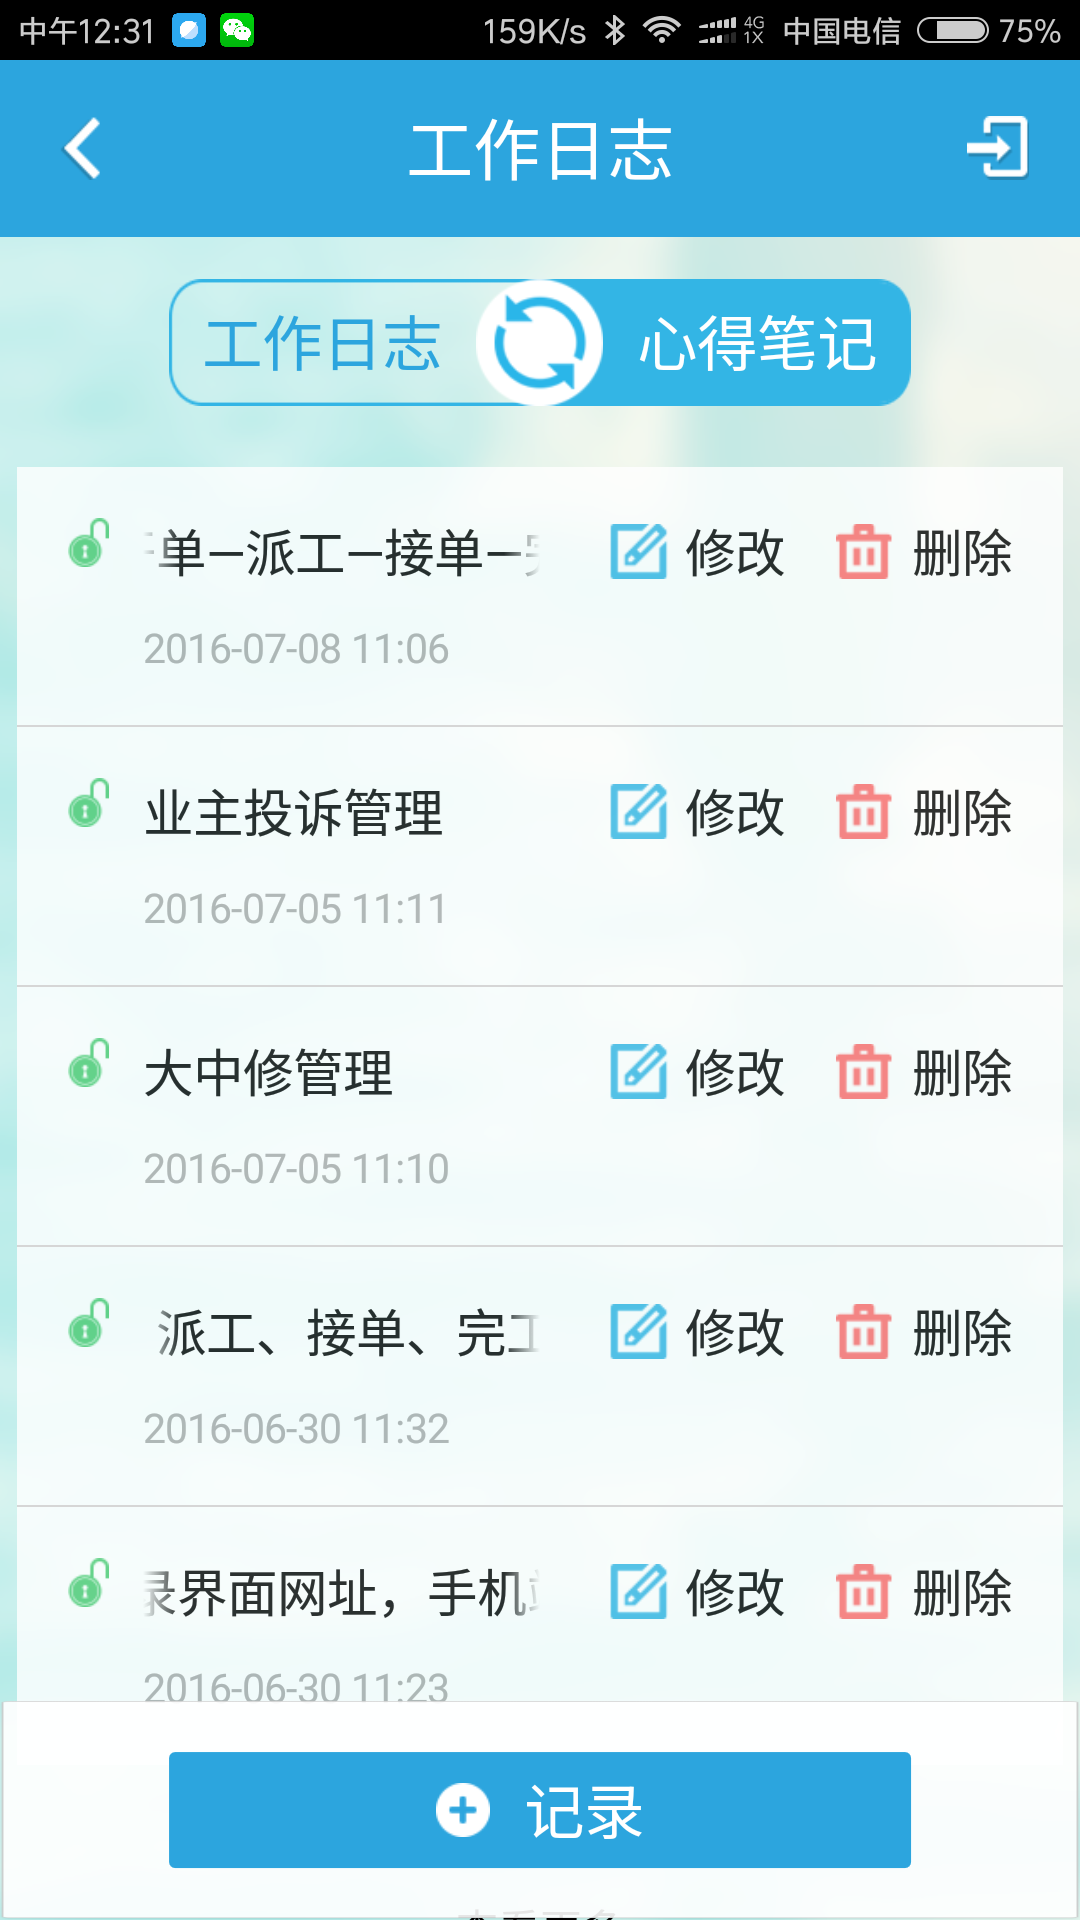 中午12:31 159K/s 4G 1X 中国电信 75%
工作日志
工作日志 心得笔记
单—派工—接单— 修改 删除
2016-07-08 11:06
业主投诉管理 修改 删除
2016-07-05 11:11
大中修管理 修改 删除
2016-07-05 11:10
派工、接单、完工 修改 删除
2016-06-30 11:32
录界面网址，手机 修改 删除
2016-06-30 11:23
记录